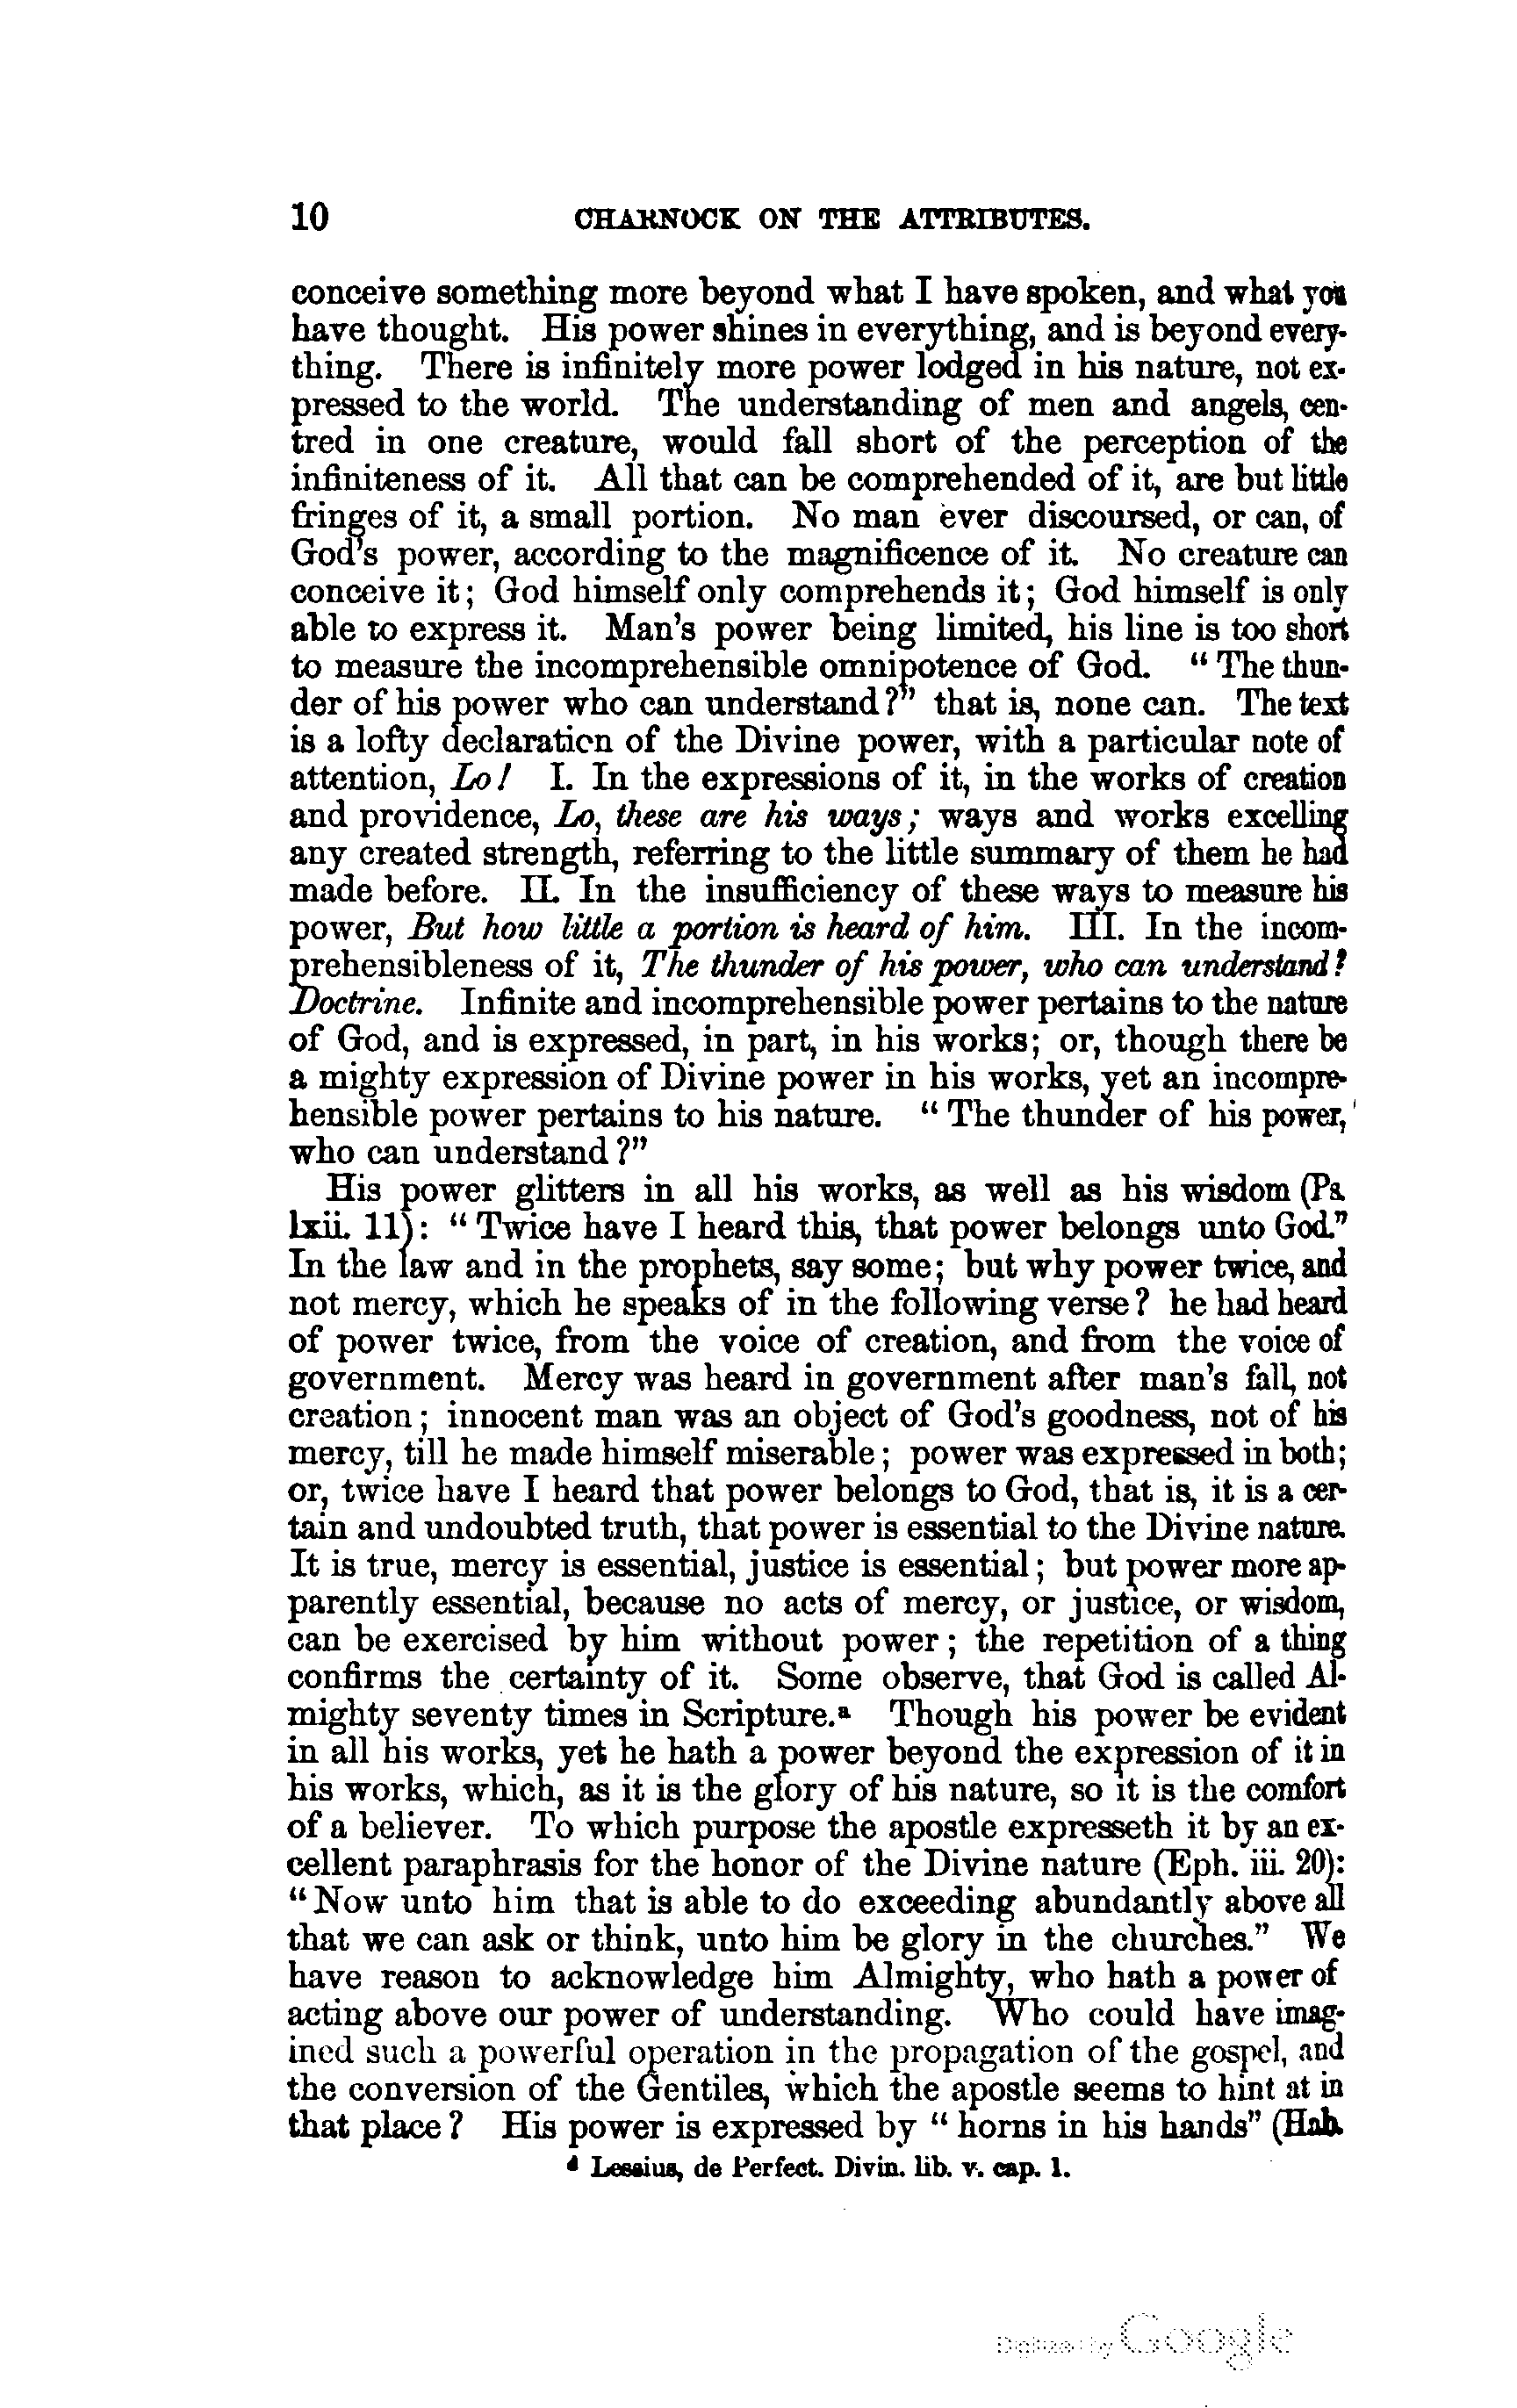 10 CHARNOCK ON THE ATTRIBUTES.
conceive something more beyond what I have spoken, and what you
have thought. His power shines in everything, and is beyond every-
thing. There is infinitely more power lodged in his nature, not ex-
pressed to the world. The understanding of men and angels, cen-
tred in one creature, would fall short of the perception of the
infiniteness of it. All that can be comprehended of it, are but little
fringes of it, a small portion. No man ever discoursed, or can, of
God's power, according to the magnificence of it. No creature can
conceive it; God himself only comprehends it; God himself is only
able to express it. Man's power being limited, his line is too short
to measure the incomprehensible omnipotence of God. "The thun-
der of his power who can understand?" that is, none can. The text
is a lofty declaration of the Divine power, with a particular note of
attention, Lo! I. In the expressions of it, in the works of creation
and providence, Lo, these are his ways; ways and works excelling
any created strength, referring to the little summary of them he had
made before. II. In the insufficiency of these ways to measure his
power, But how little a portion is heard of him. III. In the incom-
prehensibleness of it, The thunder of his power, who can understand?
Doctrine. Infinite and incomprehensible power pertains to the nature
of God, and is expressed, in part, in his works; or, though there be
a mighty expression of Divine power in his works, yet an incompre-
hensible power pertains to his nature. "The thunder of his power,
who can understand?"
His power glitters in all his works, as well as his wisdom (Ps.
lxii. 11): "Twice have I heard this, that power belongs unto God."
In the law and in the prophets, say some; but why power twice, and
not mercy, which he speaks of in the following verse? he had heard
of power twice, from the voice of creation, and from the voice of
government. Mercy was heard in government after man's fall, not
creation; innocent man was an object of God's goodness, not of his
mercy, till he made himself miserable; power was expressed in both;
or, twice have I heard that power belongs to God, that is, it is a cer-
tain and undoubted truth, that power is essential to the Divine nature.
It is true, mercy is essential, justice is essential; but power more ap-
parently essential, because no acts of mercy, or justice, or wisdom,
can be exercised by him without power; the repetition of a thing
confirms the certainty of it. Some observe, that God is called Al-
mighty seventy times in Scripture.a Though his power be evident
in all his works, yet he hath a power beyond the expression of it in
his works, which, as it is the glory of his nature, so it is the comfort
of a believer. To which purpose the apostle expresseth it by an ex-
cellent paraphrasis for the honor of the Divine nature (Eph. iii. 20):
"Now unto him that is able to do exceeding abundantly above all
that we can ask or think, unto him be glory in the churches." We
have reason to acknowledge him Almighty, who hath a power of
acting above our power of understanding. Who could have imag-
ined such a powerful operation in the propagation of the gospel, and
the conversion of the Gentiles, which the apostle seems to hint at in
that place? His power is expressed by "horns in his hands" (Hab.
d Lessius, de Perfect. Divin. lib. v. cap. 1.
Digitized by Google